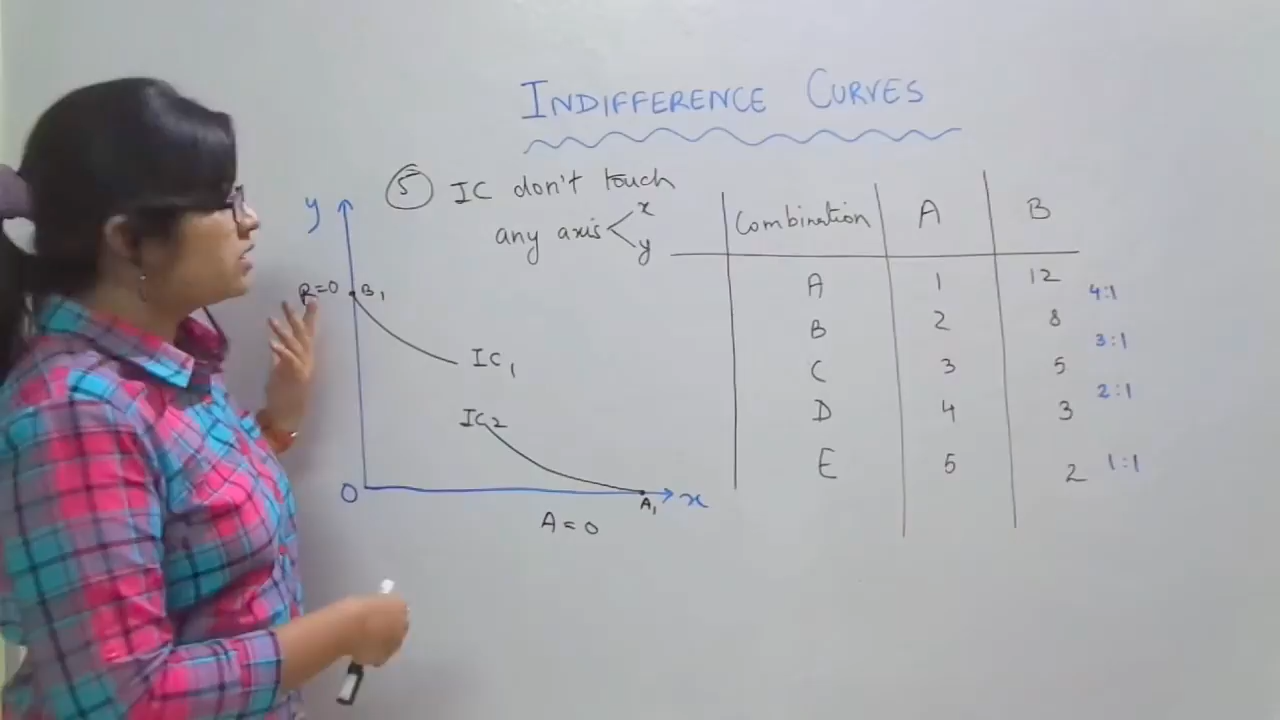 INDIFFERENCE CURVES
⑤ IC don't touch
any axis < x
y
y
B₁
IC₁
IC2
O
A₁
x
A = 0
Combination A B
A 1 12
4:1
B 2 8
3:1
C 3 5
2:1
D 4 3
1:1
E 5 2